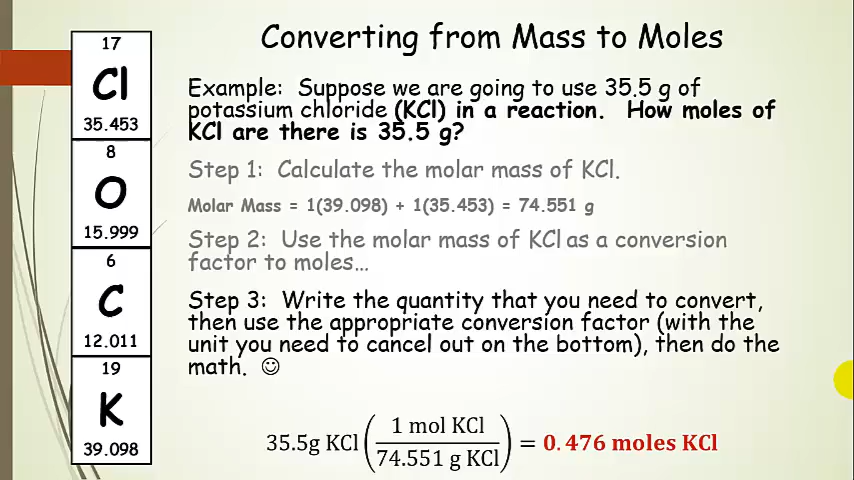 Converting from Mass to Moles
17
Cl
35.453
8
O
15.999
6
C
12.011
19
K
39.098
Example: Suppose we are going to use 35.5 g of
potassium chloride (KCl) in a reaction. How moles of
KCl are there is 35.5 g?
Step 1: Calculate the molar mass of KCl.
Molar Mass = 1(39.098) + 1(35.453) = 74.551 g
Step 2: Use the molar mass of KCl as a conversion
factor to moles…
Step 3: Write the quantity that you need to convert,
then use the appropriate conversion factor (with the
unit you need to cancel out on the bottom), then do the
math. ☺
35.5g KCl (1 mol KCl / 74.551 g KCl) = 0.476 moles KCl